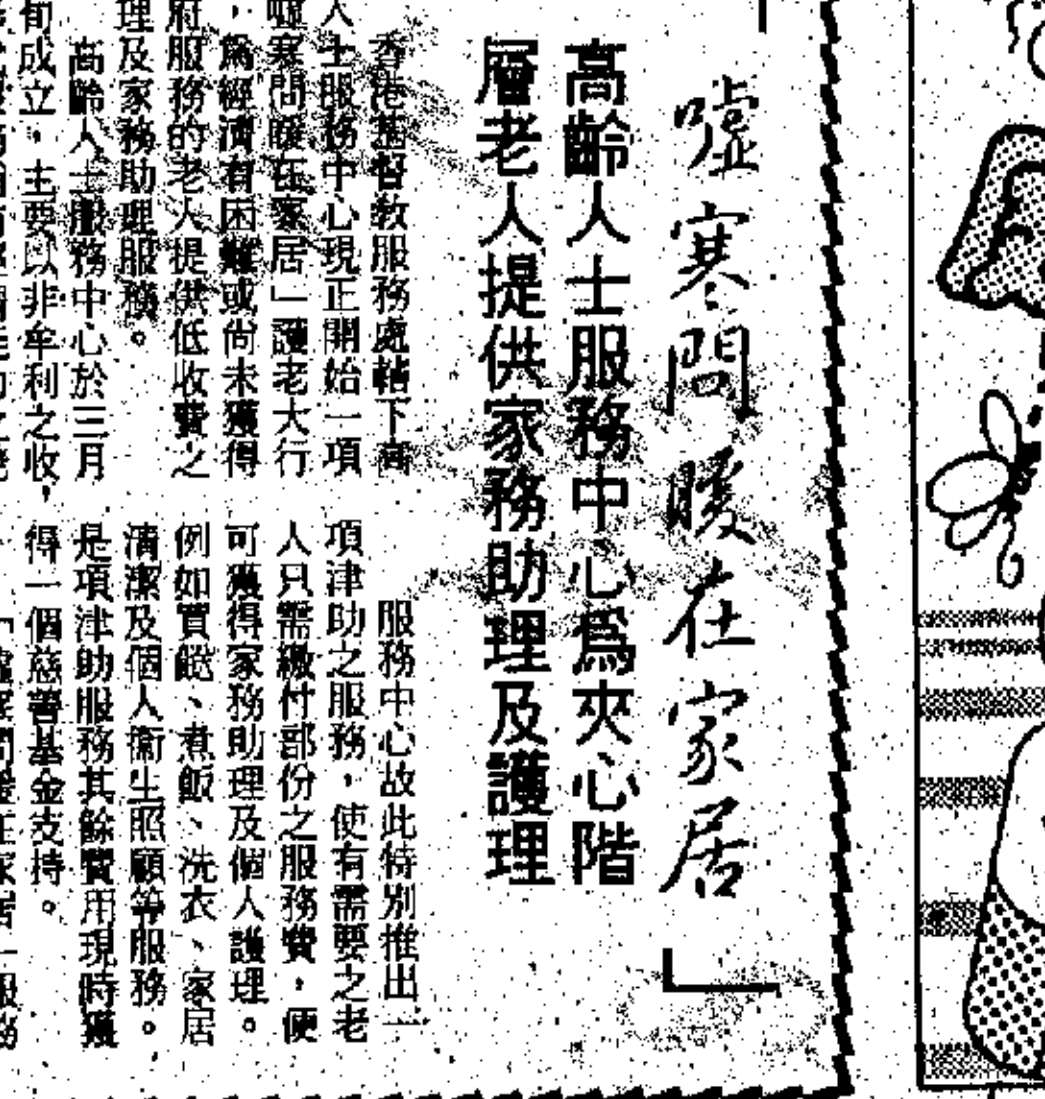 「
噓寒問暖在家居」
高齡人士服務中心爲夾心階
層老人提供家務助理及護理
香港基督教服務處轄下高
人士服務中心現正開始一項
噓寒問暖在家居」護老大行
，爲經濟有困難或尙未獲得
府服務的老人提供低收費之
理及家務助理服務。
高齡人士服務中心於三月
旬成立，主要以非牟利之收，
服務中心故此特別推出一
項津助之服務，使有需要之老
人只需繳付部份之服務費，便
可獲得家務助理及個人護理。
例如買餸、煮飯、洗衣、家居
清潔及個人衞生照顧等服務。
是項津助服務其餘費用現時獲
得一個慈善基金支持。